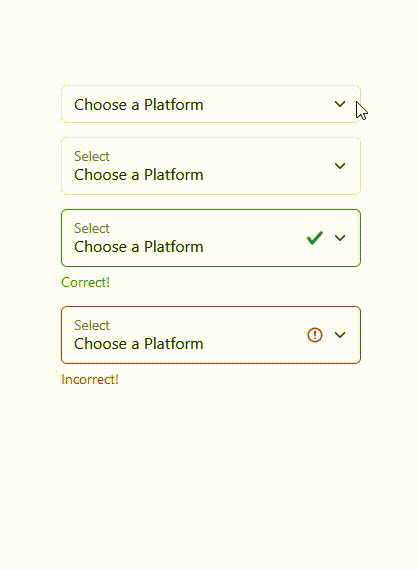 Choose a Platform
Select
Choose a Platform
Select
Choose a Platform
Correct!
Select
Choose a Platform
Incorrect!